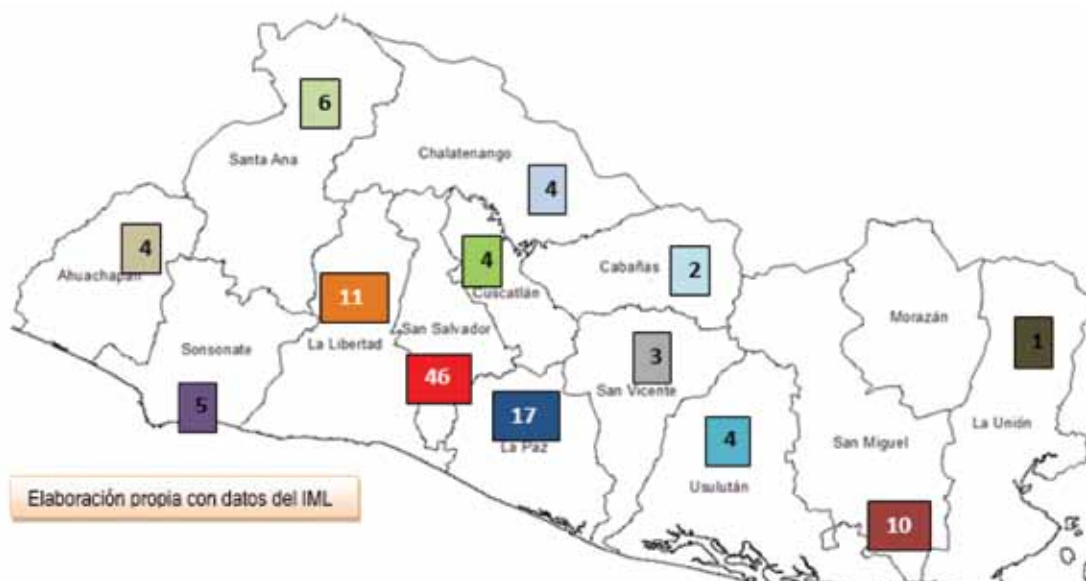 6
Santa Ana
Chalatenango
4
4
Ahuachapán
4
Cuscatlán
Cabañas
2
11
La Libertad
San Salvador
46
Sonsonate
5
3
San Vicente
17
La Paz
4
Usulután
Morazán
1
La Unión
San Miguel
10
Elaboración propia con datos del IML